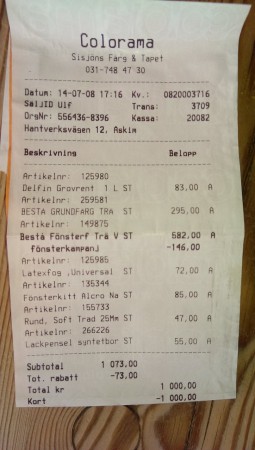 Colorama
Sisjöns Färg & Tapet
031-748 47 30
Datum: 14-07-08 17:16 Kv.: 0820003716
SäljID Ulf Trans: 3709
OrgNr: 556436-8396 Kassa: 20082
Hantverksvägen 12, Askim
Beskrivning Belopp
Artikelnr: 125980
Delfin Grovrent 1 L ST 83,00 A
Artikelnr: 259581
BESTA GRUNDFARG TRA ST 295,00 A
Artikelnr: 149875
Bestå Fönsterf Trä V ST 582,00 A
fönsterkampanj -146,00
Artikelnr: 125985
Latexfog ,Universal ST 72,00 A
Artikelnr: 135344
Fönsterkitt Alcro Na ST 85,00 A
Artikelnr: 155733
Rund, Soft Trad 25Mm ST 47,00 A
Artikelnr: 266226
Lackpensel syntetbor ST 55,00 A
Subtotal 1 073,00
Tot. rabatt -73,00
Total kr 1 000,00
Kort -1 000,00